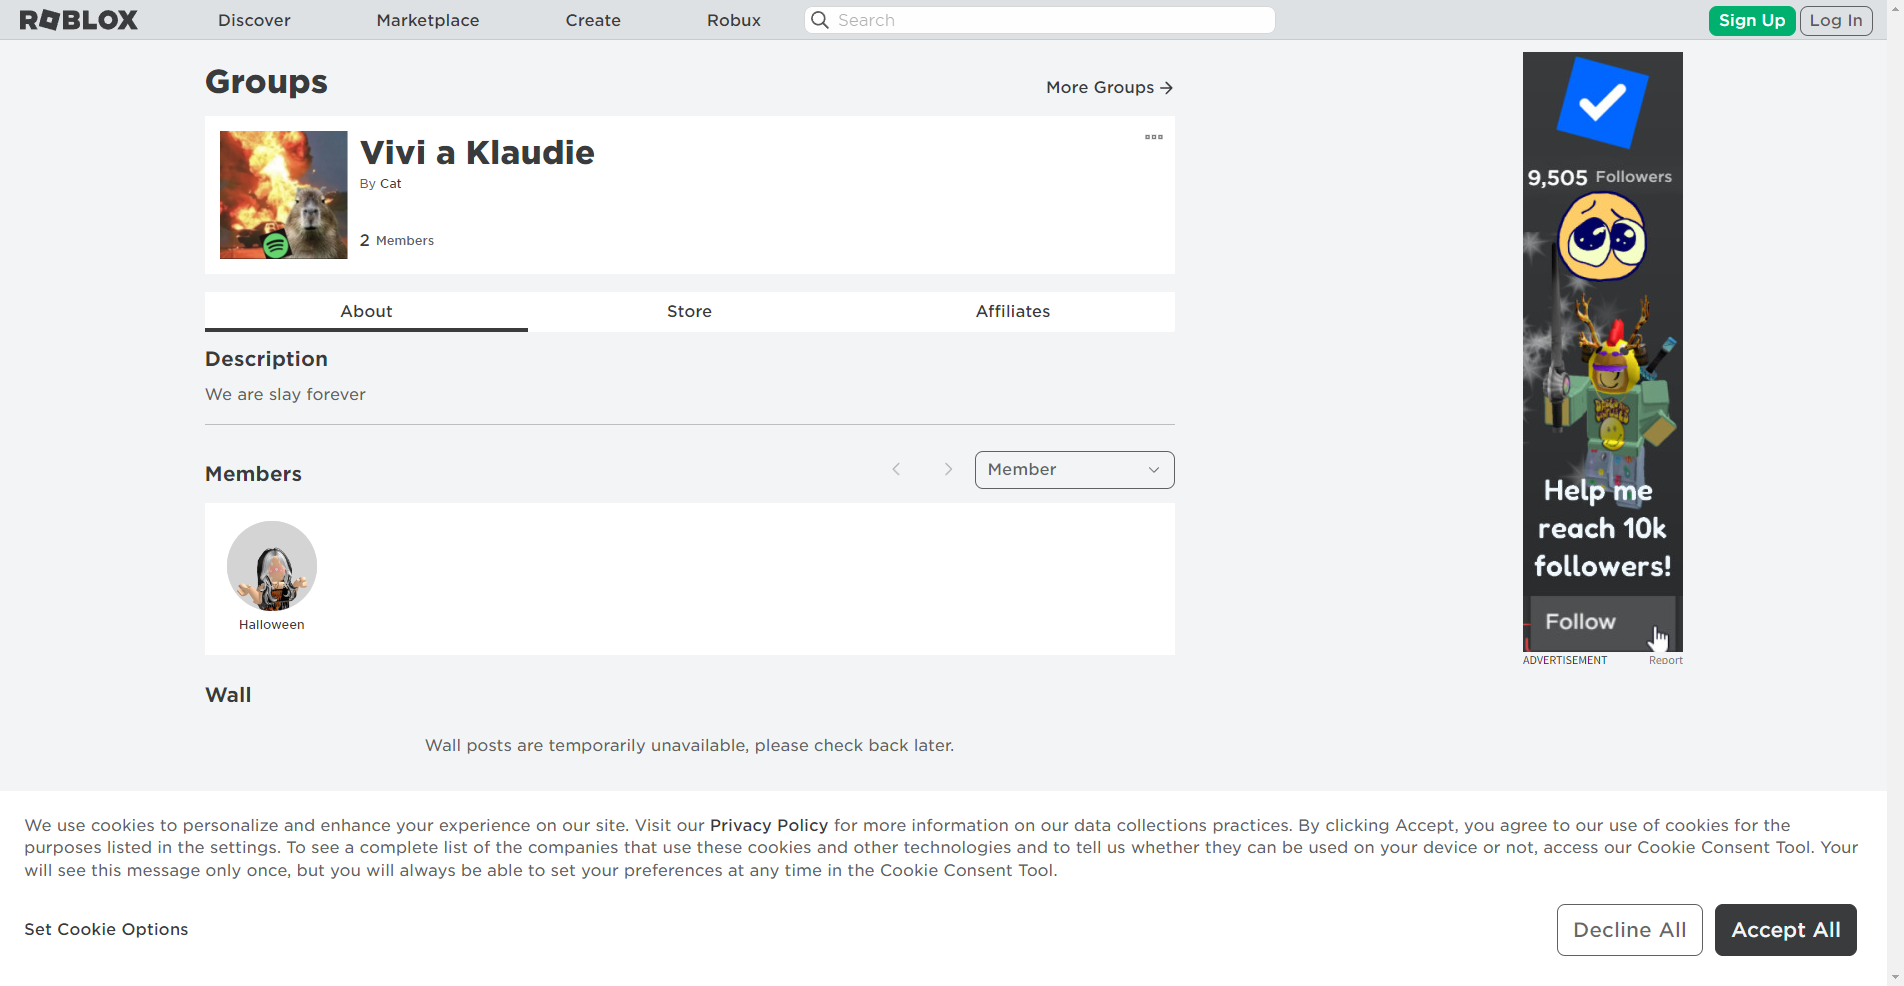 ROBLOX
Discover
Marketplace
Create
Robux
Search
Sign Up
Log In
Groups
More Groups →
Vivi a Klaudie
By Cat
2 Members
About
Store
Affiliates
Description
We are slay forever
Members
Member
Halloween
Wall
Wall posts are temporarily unavailable, please check back later.
9,505 Followers
Help me
reach 10k
followers!
Follow
ADVERTISEMENT
Report
We use cookies to personalize and enhance your experience on our site. Visit our Privacy Policy for more information on our data collections practices. By clicking Accept, you agree to our use of cookies for the
purposes listed in the settings. To see a complete list of the companies that use these cookies and other technologies and to tell us whether they can be used on your device or not, access our Cookie Consent Tool. Your
will see this message only once, but you will always be able to set your preferences at any time in the Cookie Consent Tool.
Set Cookie Options
Decline All
Accept All